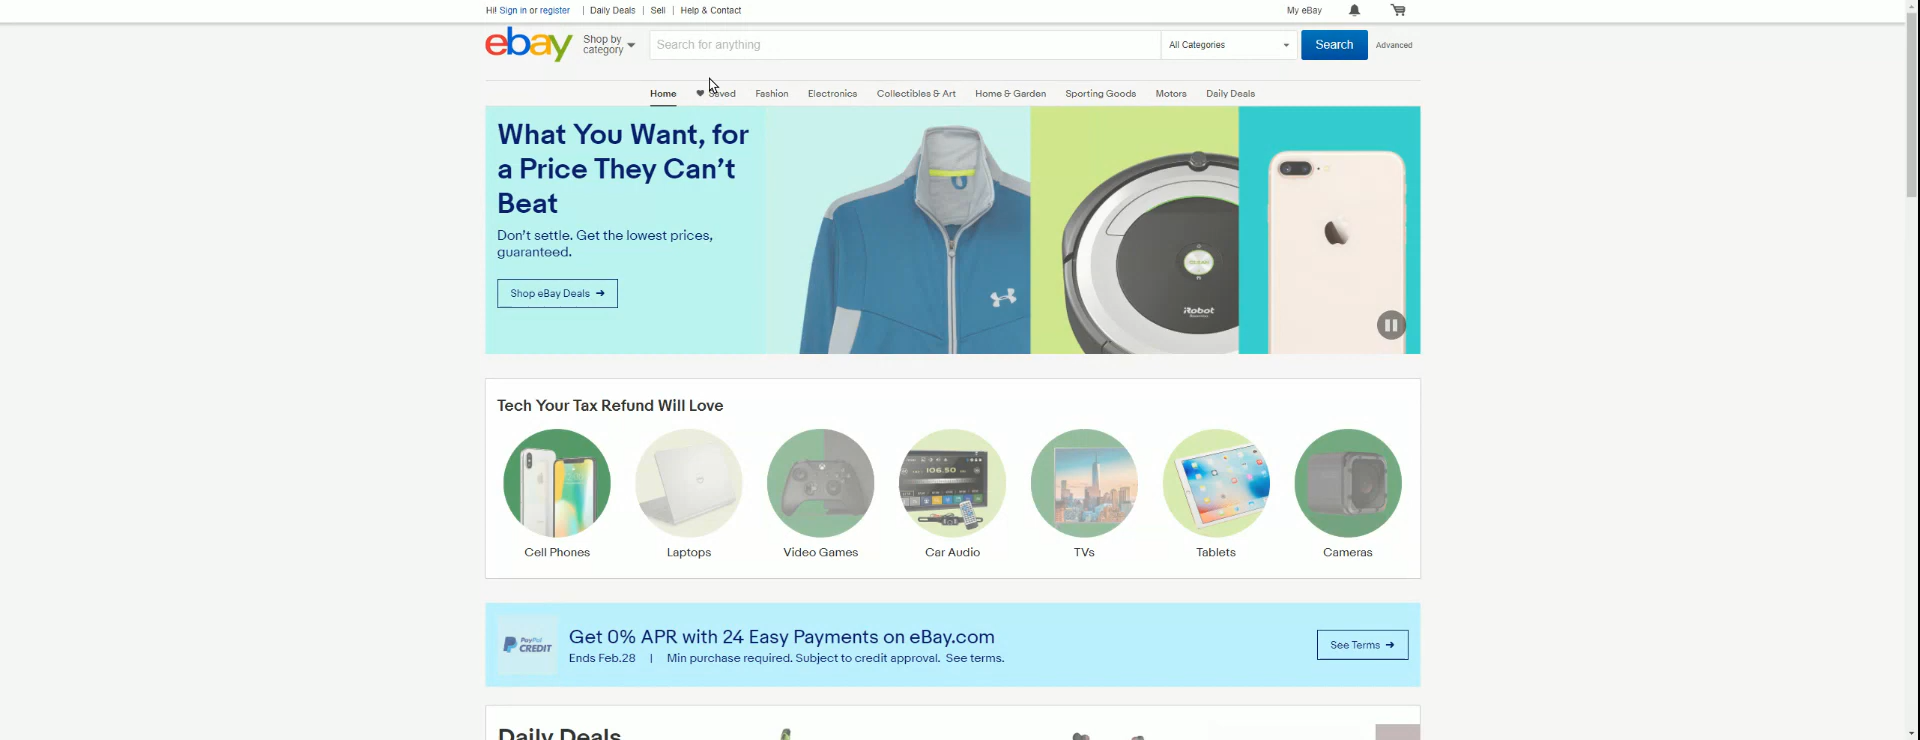 Hi! Sign in or register | Daily Deals | Sell | Help & Contact My eBay
ebay Shop by category Search for anything All Categories Search Advanced
Home Saved Fashion Electronics Collectibles & Art Home & Garden Sporting Goods Motors Daily Deals
What You Want, for
a Price They Can't
Beat
Don't settle. Get the lowest prices,
guaranteed.
Shop eBay Deals →
iRobot
Tech Your Tax Refund Will Love
106.50
Cell Phones Laptops Video Games Car Audio TVs Tablets Cameras
PayPal
CREDIT
Get 0% APR with 24 Easy Payments on eBay.com
Ends Feb.28 | Min purchase required. Subject to credit approval. See terms.
See Terms →
Daily Deals